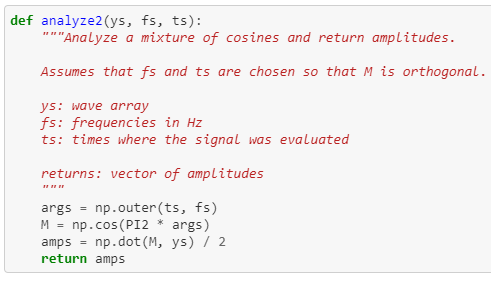 def analyze2(ys, fs, ts):
    """Analyze a mixture of cosines and return amplitudes.
    Assumes that fs and ts are chosen so that M is orthogonal.
    ys: wave array
    fs: frequencies in Hz
    ts: times where the signal was evaluated
    returns: vector of amplitudes
    """
    args = np.outer(ts, fs)
    M = np.cos(PI2 * args)
    amps = np.dot(M, ys) / 2
    return amps